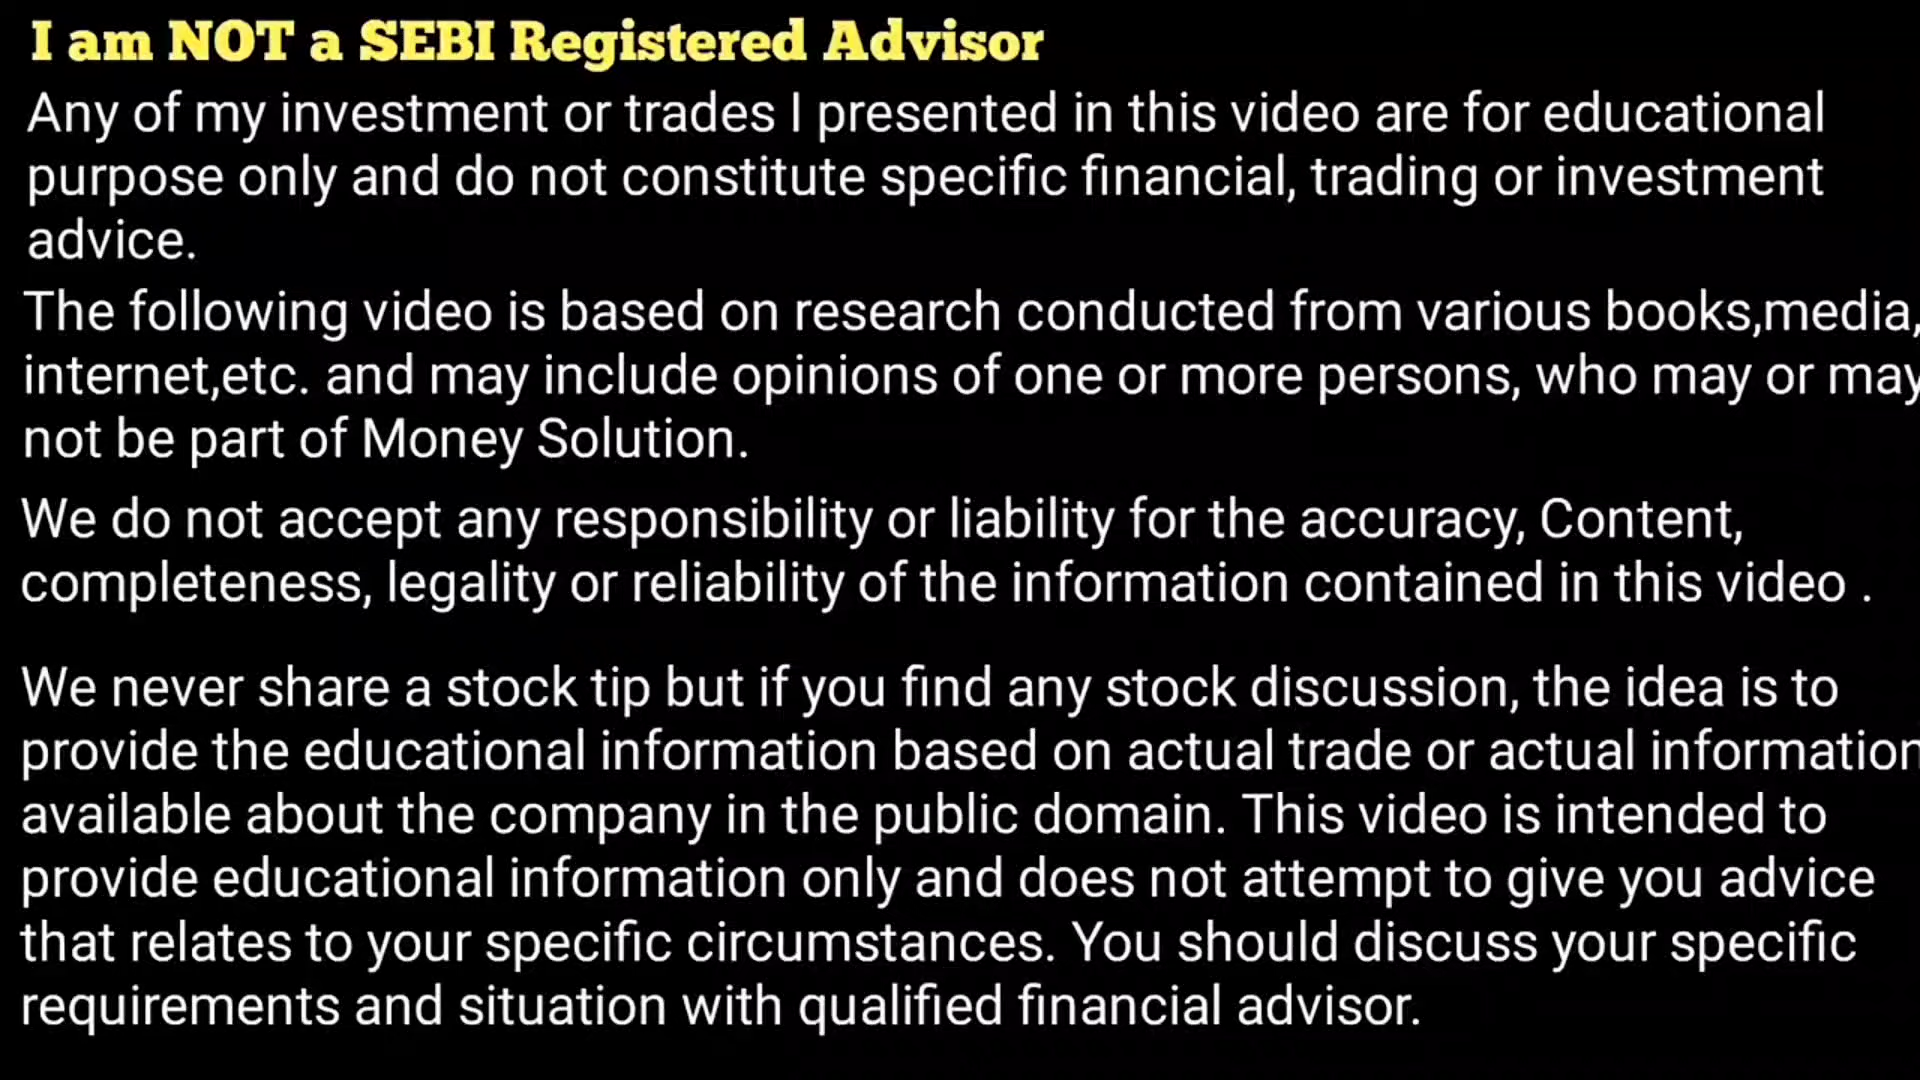 I am NOT a SEBI Registered Advisor
Any of my investment or trades I presented in this video are for educational
purpose only and do not constitute specific financial, trading or investment
advice.
The following video is based on research conducted from various books,media,
internet,etc. and may include opinions of one or more persons, who may or may
not be part of Money Solution.
We do not accept any responsibility or liability for the accuracy, Content,
completeness, legality or reliability of the information contained in this video .
We never share a stock tip but if you find any stock discussion, the idea is to
provide the educational information based on actual trade or actual information
available about the company in the public domain. This video is intended to
provide educational information only and does not attempt to give you advice
that relates to your specific circumstances. You should discuss your specific
requirements and situation with qualified financial advisor.